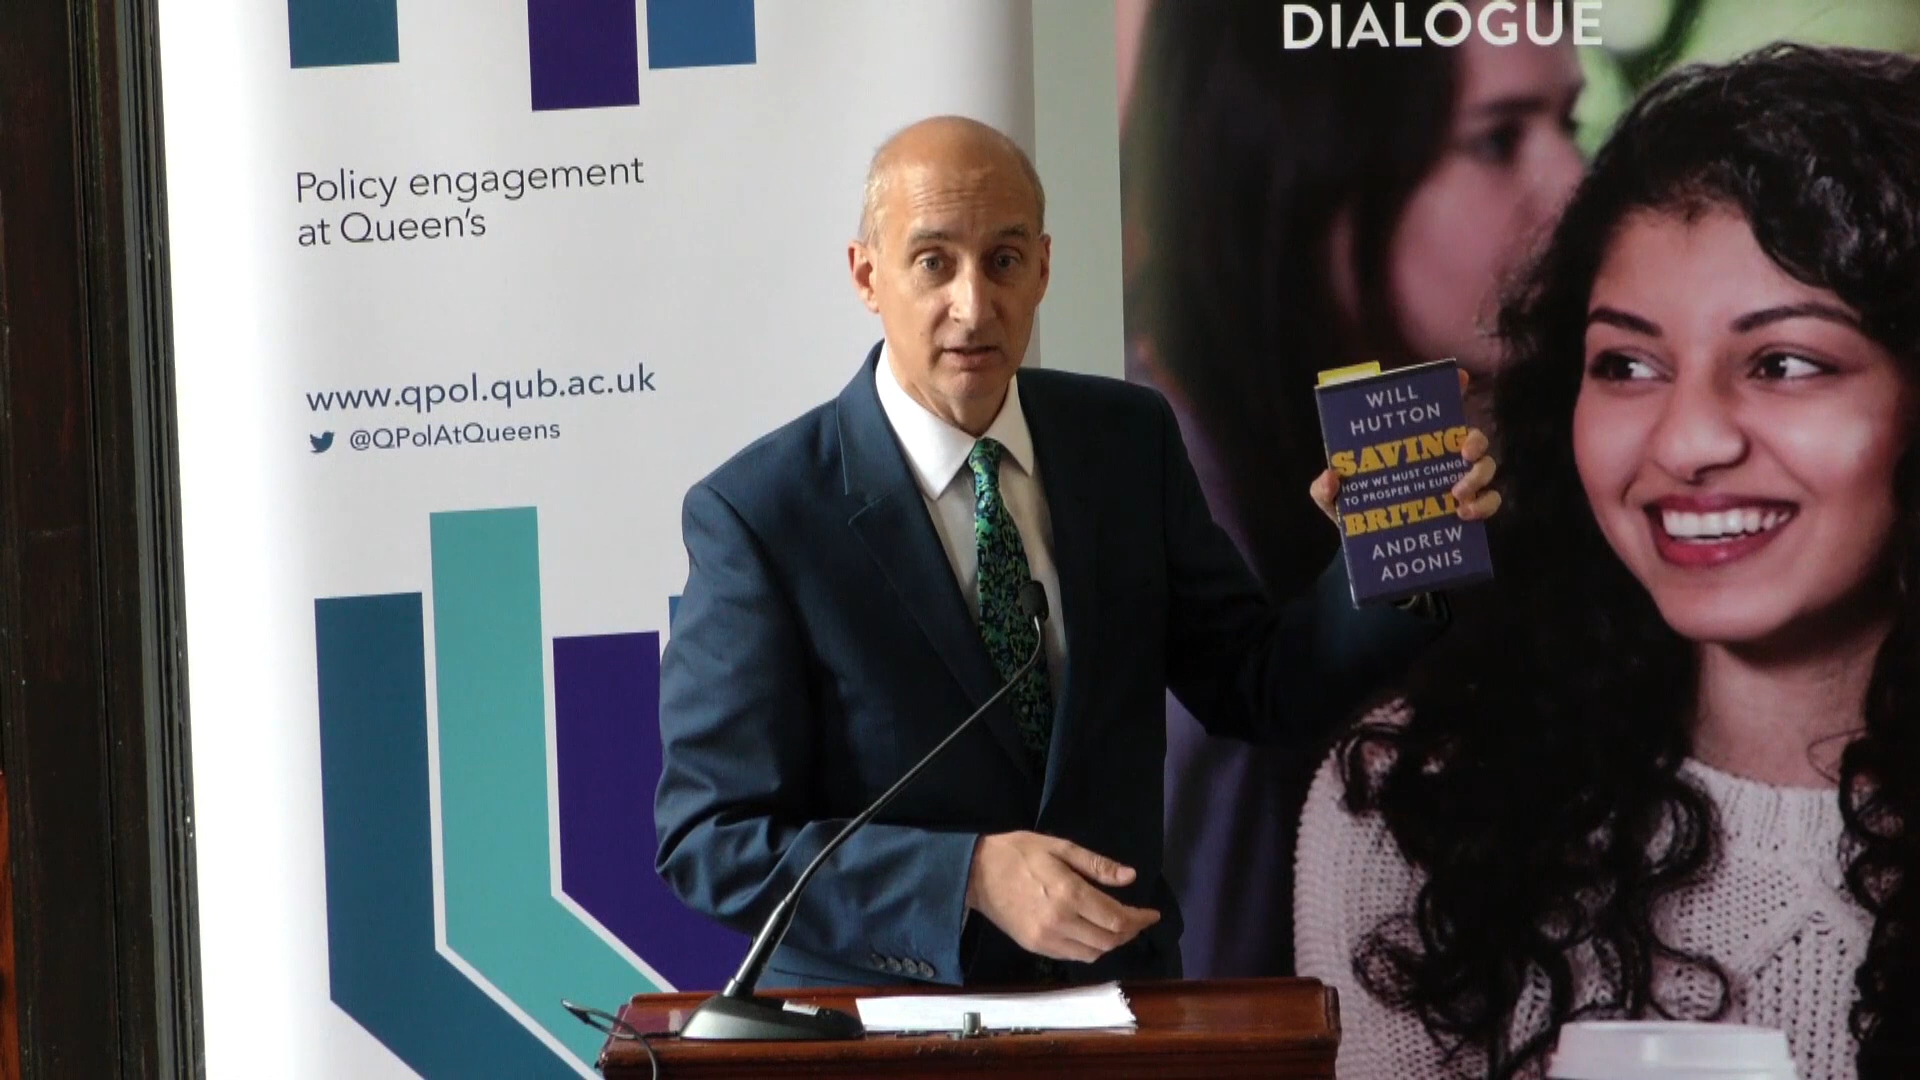 Policy engagement
at Queen's
www.qpol.qub.ac.uk
@QPolAtQueens
DIALOGUE
WILL
HUTTON
SAVING
HOW WE MUST CHANGE
TO PROSPER IN EUROPE
BRITAI
ANDREW
ADONIS